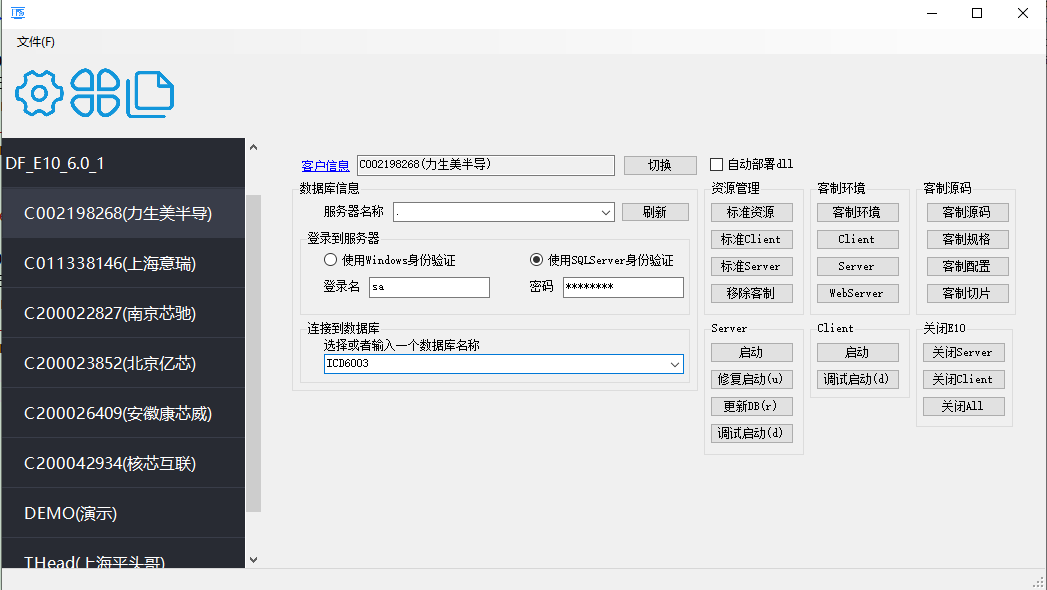 文件(F)
DF_E10_6.0_1
C002198268(力生美半导)
C011338146(上海意瑞)
C200022827(南京芯驰)
C200023852(北京亿芯)
C200026409(安徽康芯威)
C200042934(核芯互联)
DEMO(演示)
THead(上海平头哥)
客户信息 C002198268(力生美半导) 切换 自动部署dll
数据库信息
服务器名称 . 刷新
登录到服务器
使用Windows身份验证 使用SQLServer身份验证
登录名 sa 密码 ********
连接到数据库
选择或者输入一个数据库名称
ICD6003
资源管理
标准资源
标准Client
标准Server
移除客制
客制环境
客制环境
Client
Server
WebServer
客制源码
客制源码
客制规格
客制配置
客制切片
Server
启动
修复启动(u)
更新DB(r)
调试启动(d)
Client
启动
调试启动(d)
关闭E10
关闭Server
关闭Client
关闭All